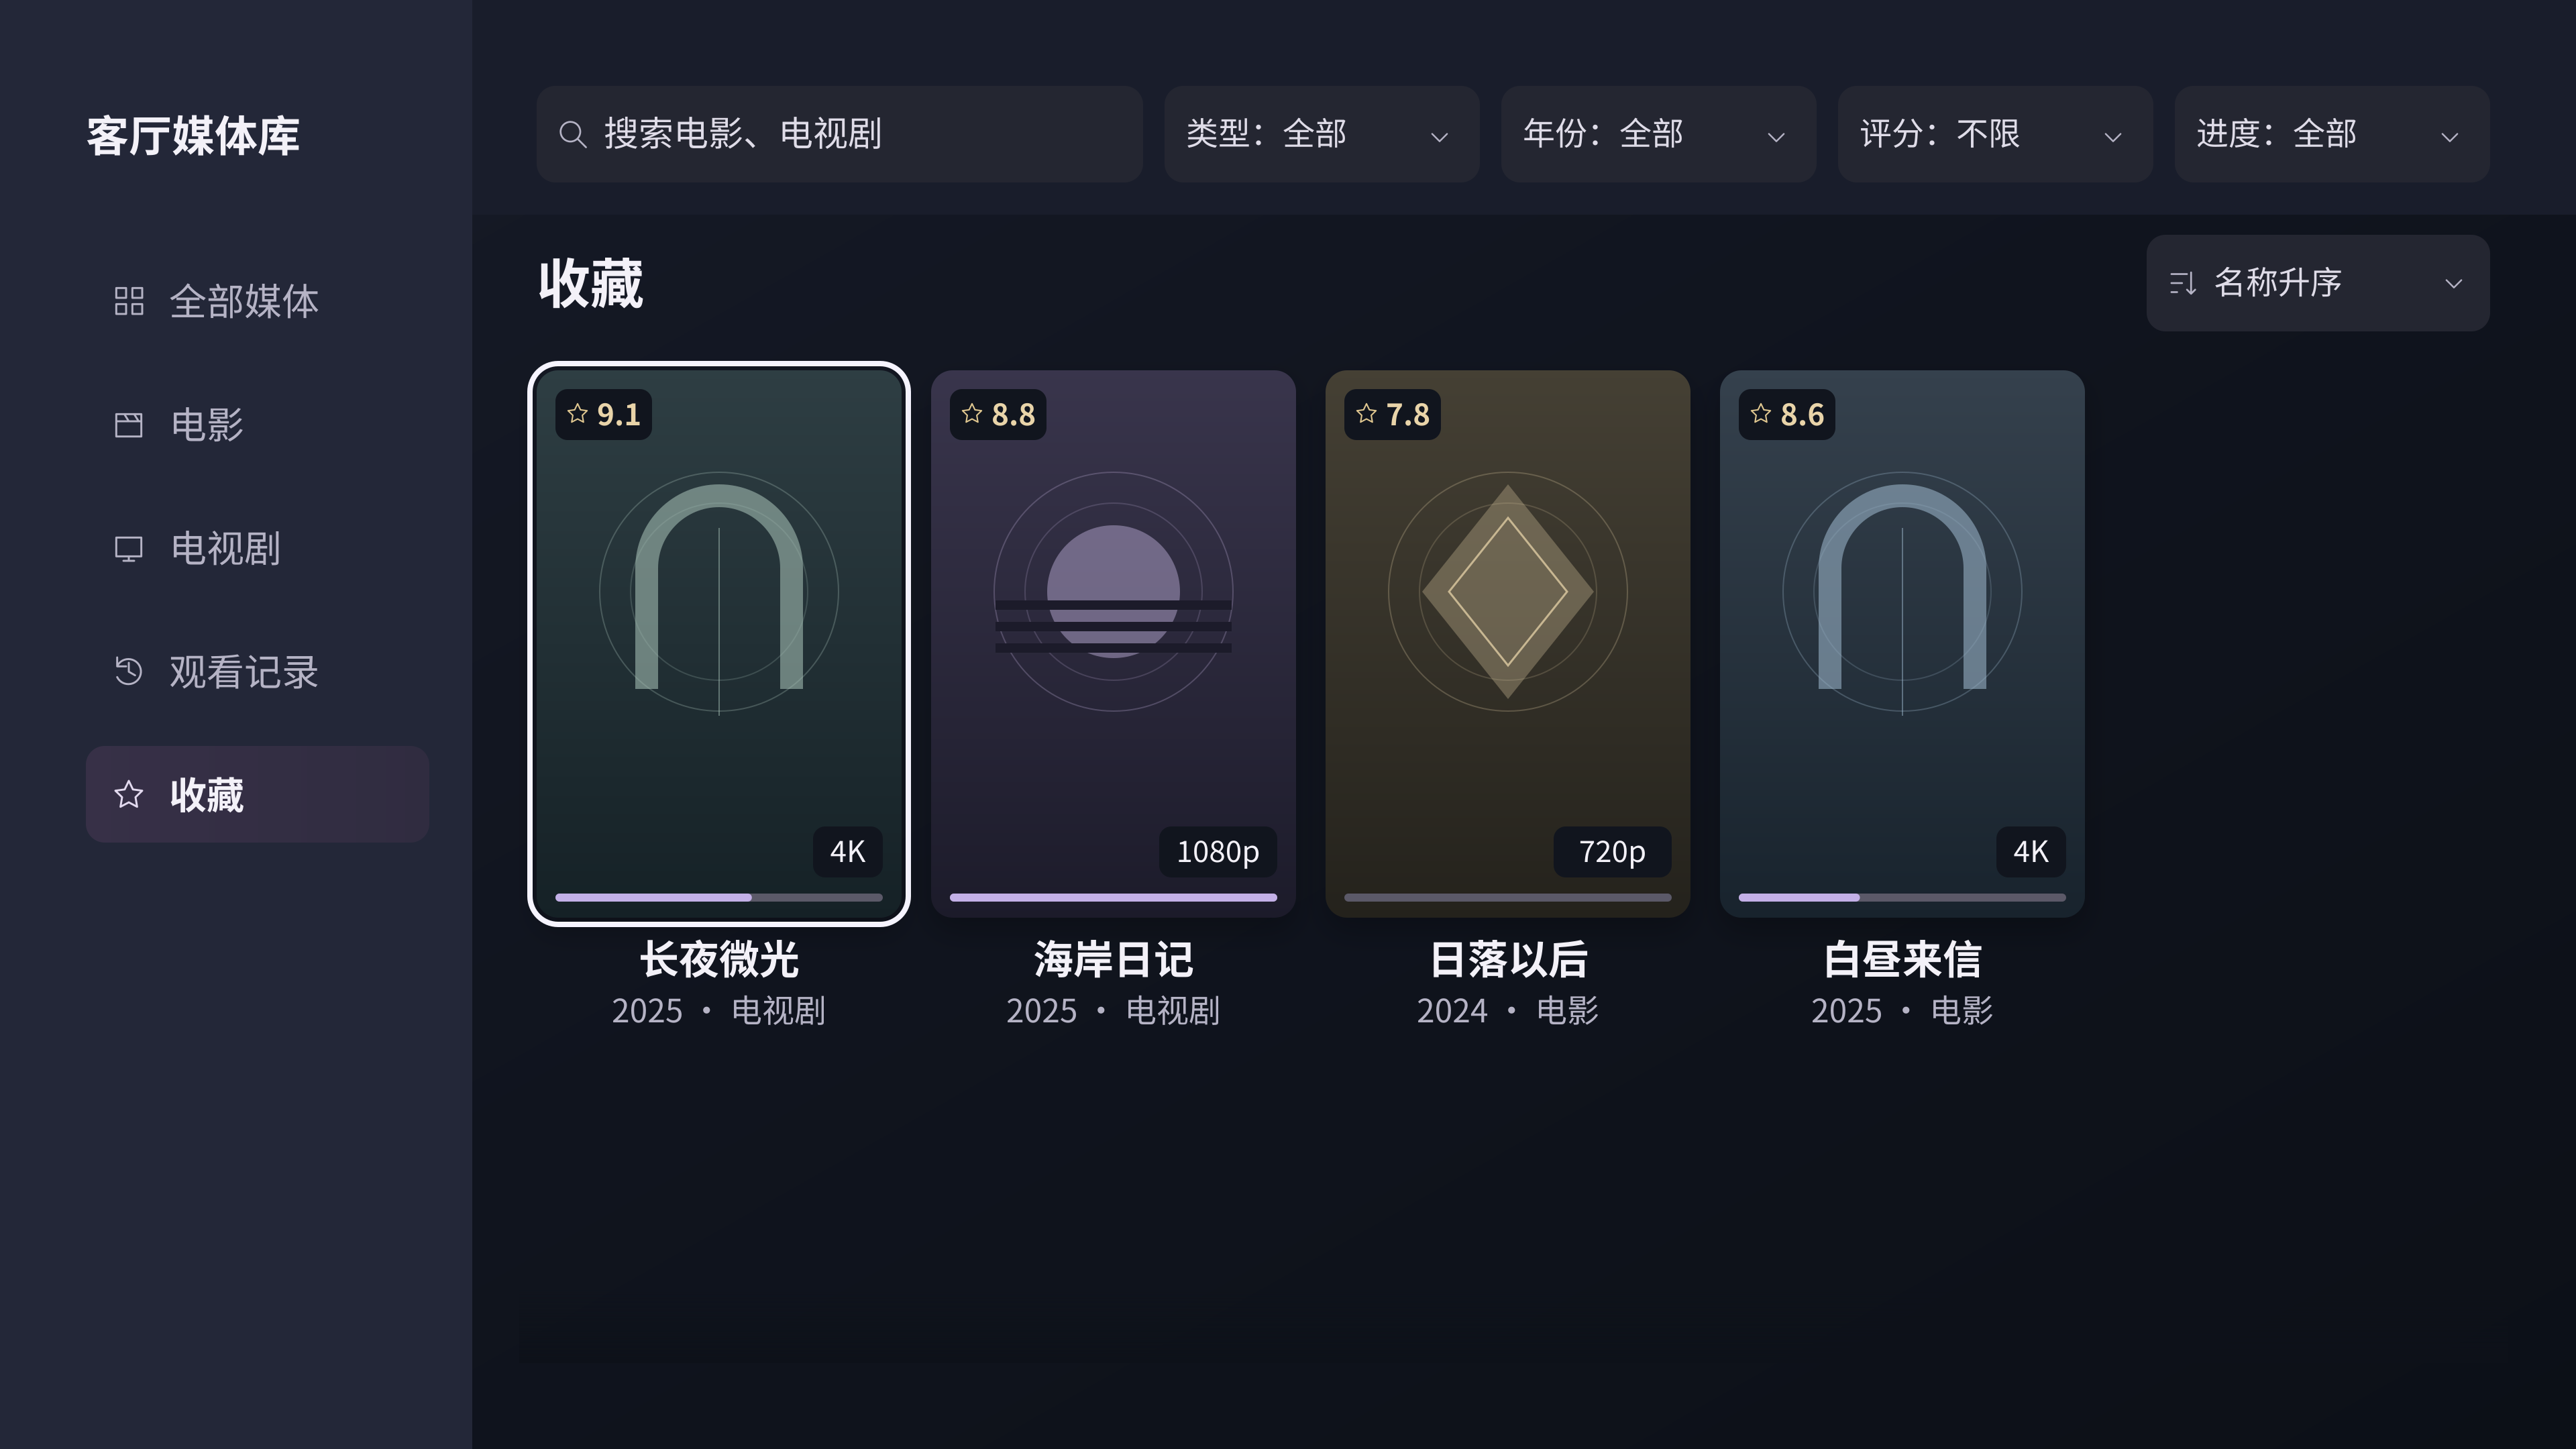 客厅媒体库
全部媒体
电影
电视剧
观看记录
收藏
搜索电影、电视剧
类型：全部
年份：全部
评分：不限
进度：全部
收藏
名称升序
9.1
4K
长夜微光
2025 · 电视剧
8.8
1080p
海岸日记
2025 · 电视剧
7.8
720p
日落以后
2024 · 电影
8.6
4K
白昼来信
2025 · 电影